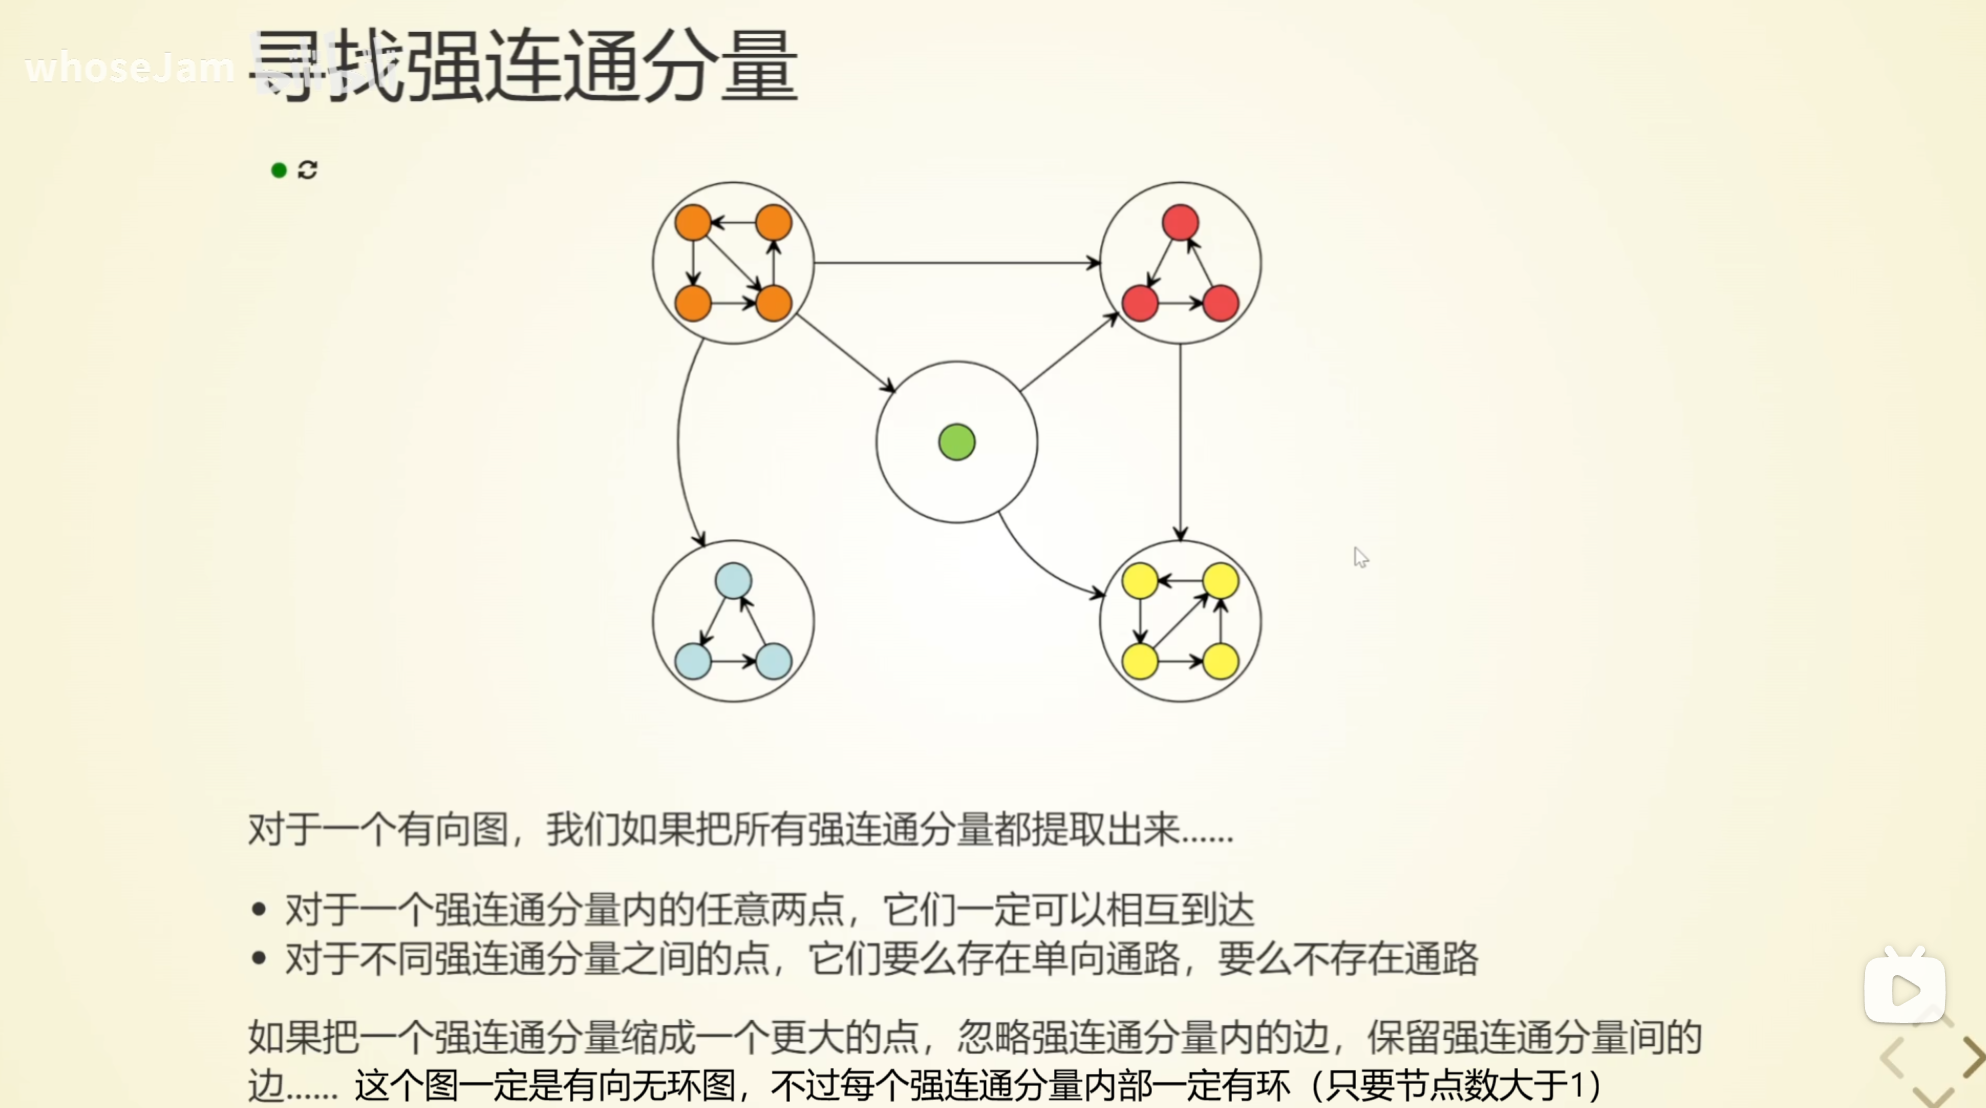 whoseJam
寻找强连通分量
对于一个有向图，我们如果把所有强连通分量都提取出来......
对于一个强连通分量内的任意两点，它们一定可以相互到达
对于不同强连通分量之间的点，它们要么存在单向通路，要么不存在通路
如果把一个强连通分量缩成一个更大的点，忽略强连通分量内的边，保留强连通分量间的
边...... 这个图一定是有向无环图，不过每个强连通分量内部一定有环（只要节点数大于1）